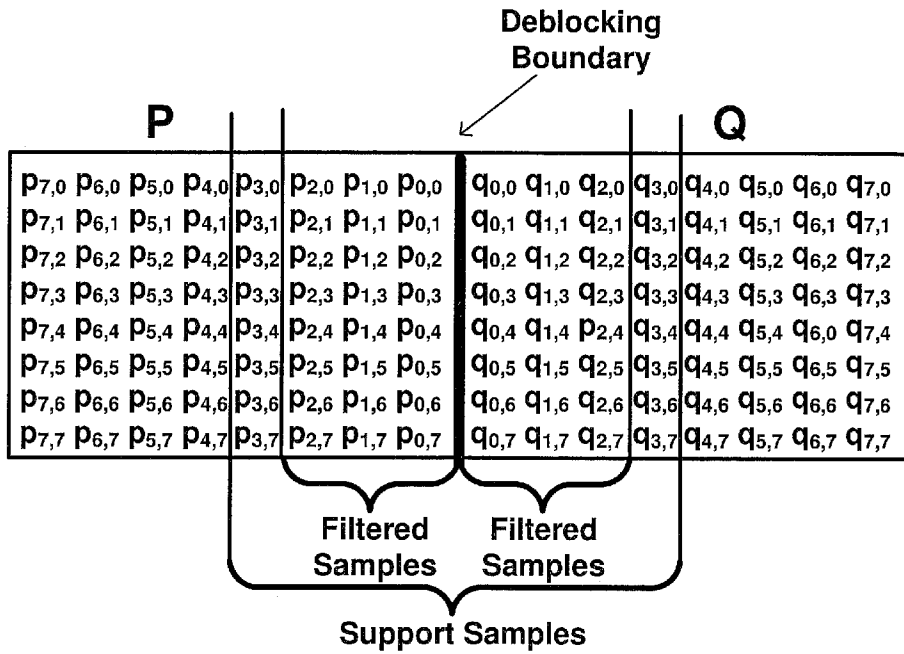 Deblocking
Boundary
P Q
p7,0 p6,0 p5,0 p4,0 p3,0 p2,0 p1,0 p0,0 q0,0 q1,0 q2,0 q3,0 q4,0 q5,0 q6,0 q7,0
p7,1 p6,1 p5,1 p4,1 p3,1 p2,1 p1,1 p0,1 q0,1 q1,1 q2,1 q3,1 q4,1 q5,1 q6,1 q7,1
p7,2 p6,2 p5,2 p4,2 p3,2 p2,2 p1,2 p0,2 q0,2 q1,2 q2,2 q3,2 q4,2 q5,2 q6,2 q7,2
p7,3 p6,3 p5,3 p4,3 p3,3 p2,3 p1,3 p0,3 q0,3 q1,3 q2,3 q3,3 q4,3 q5,3 q6,3 q7,3
p7,4 p6,4 p5,4 p4,4 p3,4 p2,4 p1,4 p0,4 q0,4 q1,4 p2,4 q3,4 q4,4 q5,4 q6,0 q7,4
p7,5 p6,5 p5,5 p4,5 p3,5 p2,5 p1,5 p0,5 q0,5 q1,5 q2,5 q3,5 q4,5 q5,5 q6,5 q7,5
p7,6 p6,6 p5,6 p4,6 p3,6 p2,6 p1,6 p0,6 q0,6 q1,6 q2,6 q3,6 q4,6 q5,6 q6,6 q7,6
p7,7 p6,7 p5,7 p4,7 p3,7 p2,7 p1,7 p0,7 q0,7 q1,7 q2,7 q3,7 q4,7 q5,7 q6,7 q7,7
Filtered Filtered
Samples Samples
Support Samples